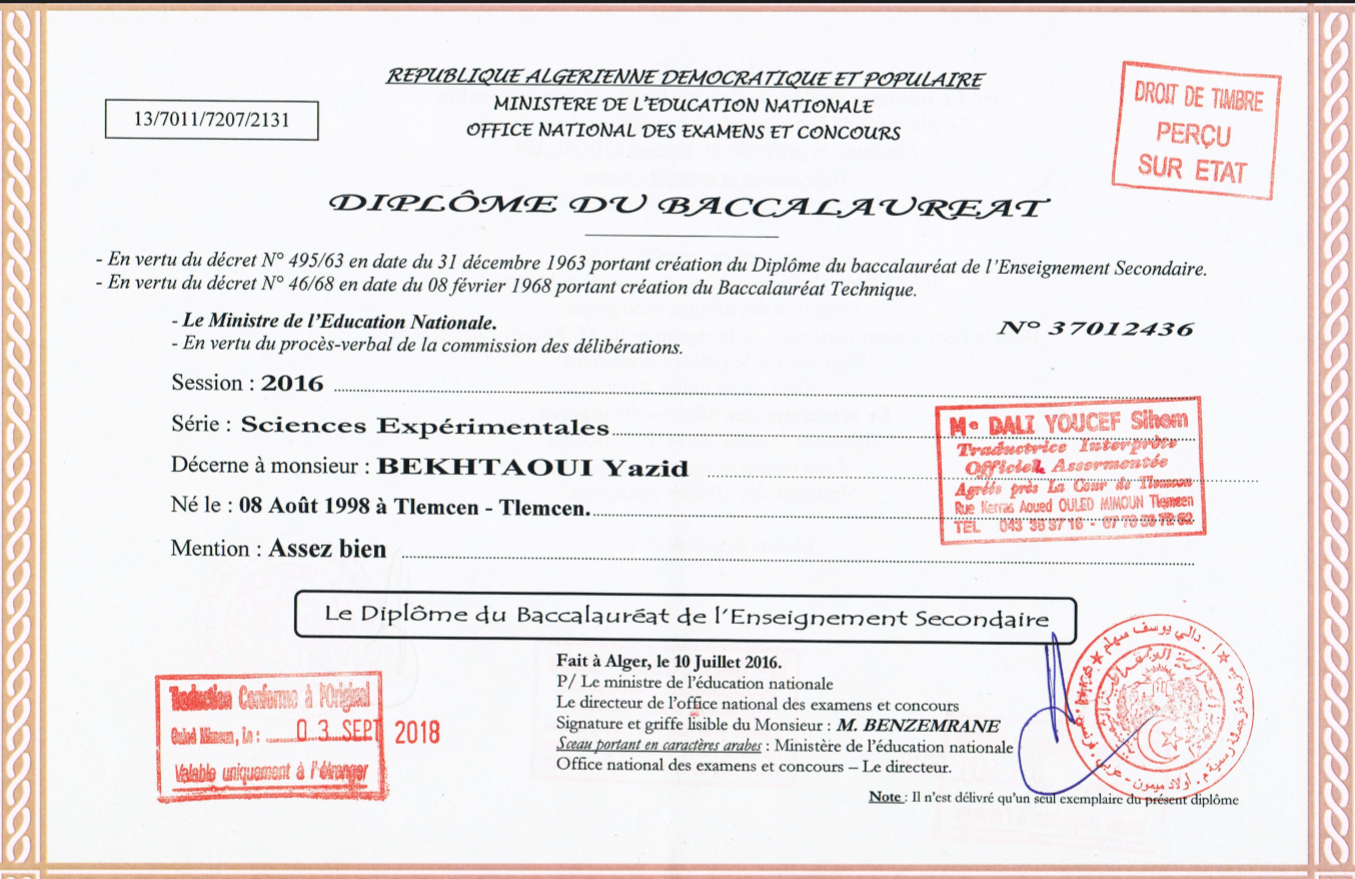 REPUBLIQUE ALGERIENNE DEMOCRATIQUE ET POPULAIRE
MINISTERE DE L'EDUCATION NATIONALE
OFFICE NATIONAL DES EXAMENS ET CONCOURS
13/7011/7207/2131
DROIT DE TIMBRE
PERÇU
SUR ETAT
DIPLÔME DU BACCALAUREAT
- En vertu du décret N° 495/63 en date du 31 décembre 1963 portant création du Diplôme du baccalauréat de l'Enseignement Secondaire.
- En vertu du décret N° 46/68 en date du 08 février 1968 portant création du Baccalauréat Technique.
- Le Ministre de l'Education Nationale.
N° 37012436
- En vertu du procès-verbal de la commission des délibérations.
Session : 2016
Série : Sciences Expérimentales
Décerne à monsieur : BEKHTAOUI Yazid
Né le : 08 Août 1998 à Tlemcen - Tlemcen.
Mention : Assez bien
Me DALI YOUCEF Sihem
Traductrice Interprète
Officiel Assermentée
Agréée près La Cour de Tlemcen
Rue Kerras Aoued OULED MIMOUN Tlemcen
TEL 043
Le Diplôme du Baccalauréat de l'Enseignement Secondaire
Fait à Alger, le 10 Juillet 2016.
P/ Le ministre de l'éducation nationale
Le directeur de l'office national des examens et concours
Signature et griffe lisible du Monsieur : M. BENZEMRANE
Sceau portant en caractères arabes : Ministère de l'éducation nationale
Office national des examens et concours – Le directeur.
Traduction Conforme à l'Original
Ouled Mimoun, Le : 03 SEPT 2018
Valable uniquement à l'étranger
دالي يوسف سهام
أولاد ميمون - عربي - فرنسي
Note : Il n'est délivré qu'un seul exemplaire du présent diplôme